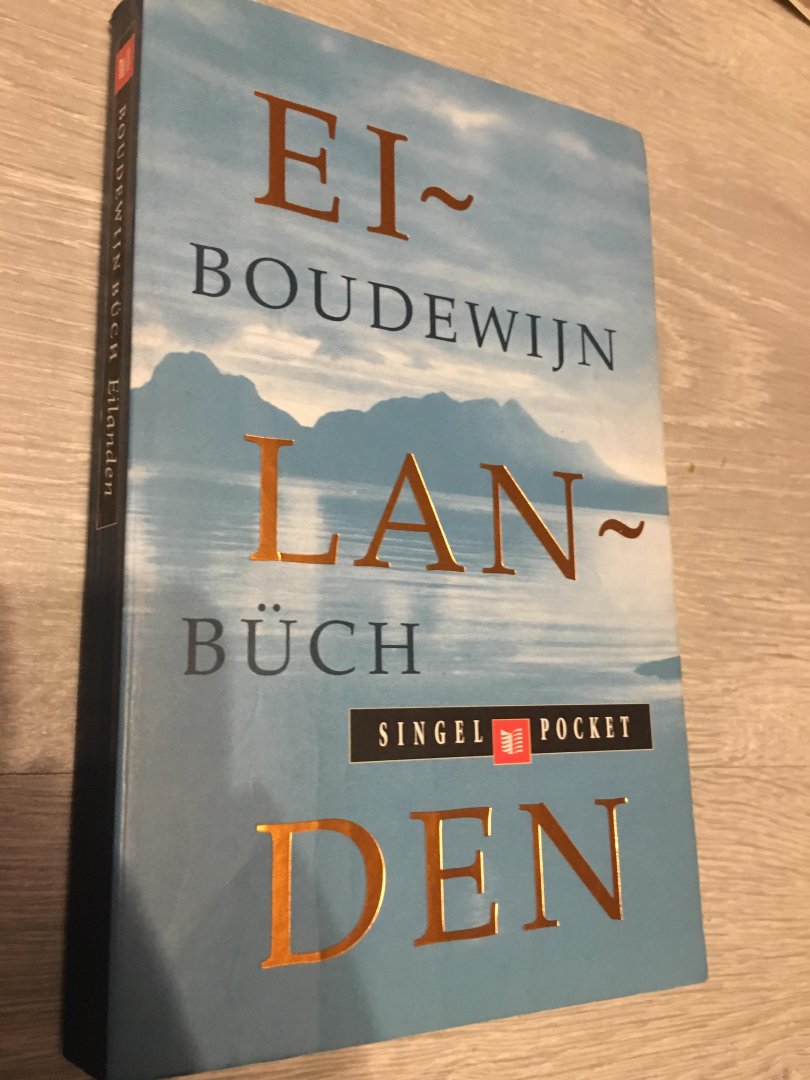 EI~
BOUDEWIJN
LAN~
BÜCH
SINGEL POCKET
DEN
BOUDEWIJN BÜCH Eilanden